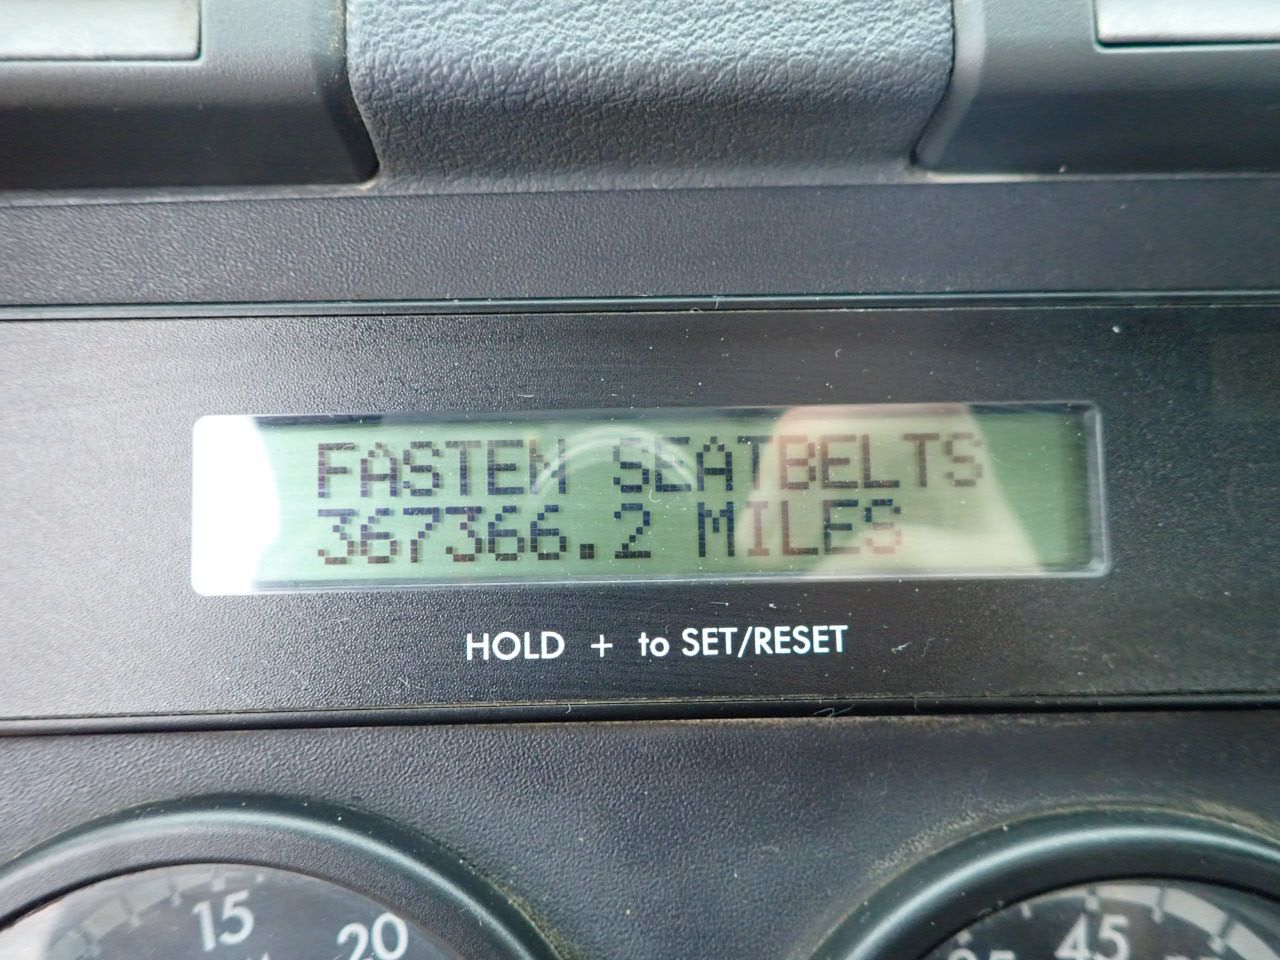 FASTEN SEATBELTS
367366.2 MILES
HOLD + to SET/RESET
15
20
45